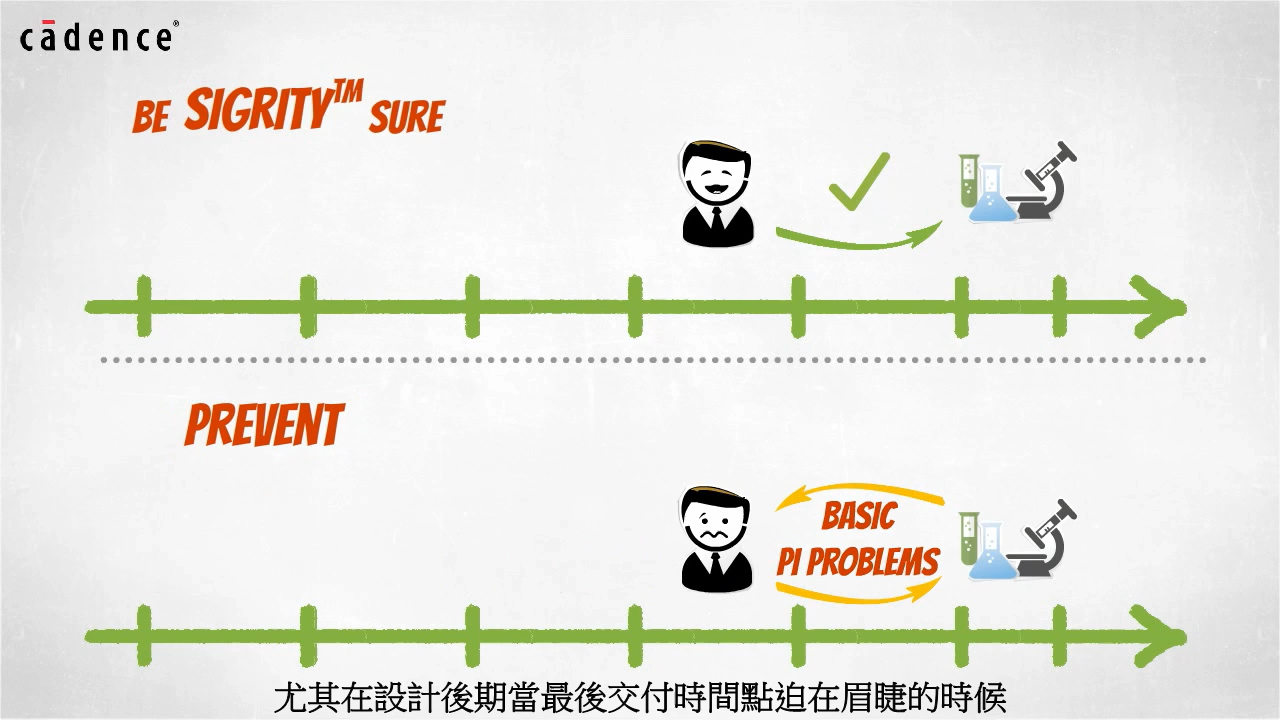 cādence®
BE SIGRITY™ SURE
PREVENT
BASIC
PI PROBLEMS
尤其在設計後期當最後交付時間點迫在眉睫的時候